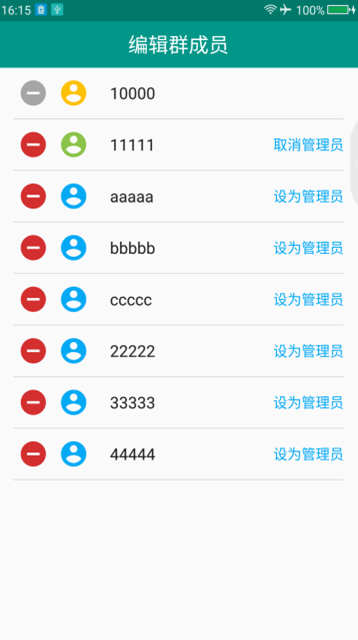 16:15 100%
编辑群成员
10000
11111 取消管理员
aaaaa 设为管理员
bbbbb 设为管理员
ccccc 设为管理员
22222 设为管理员
33333 设为管理员
44444 设为管理员